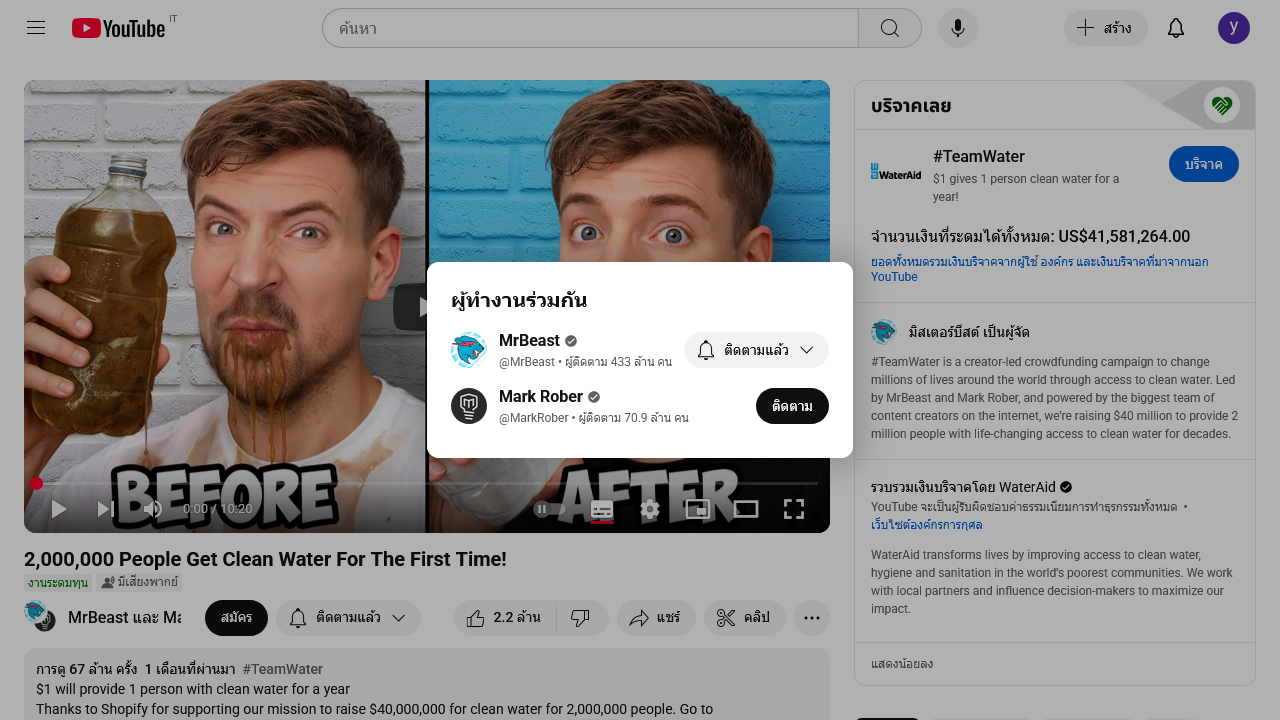 YouTube IT
ค้นหา
สร้าง
y
BEFORE
AFTER
0:00 / 10:20
ผู้ทำงานร่วมกัน
MrBeast
@MrBeast • ผู้ติดตาม 433 ล้าน คน
ติดตามแล้ว
Mark Rober
@MarkRober • ผู้ติดตาม 70.9 ล้าน คน
ติดตาม
2,000,000 People Get Clean Water For The First Time!
งานระดมทุน
มีเสียงพากย์
MrBeast และ Ma
สมัคร
ติดตามแล้ว
2.2 ล้าน
แชร์
คลิป
การดู 67 ล้าน ครั้ง 1 เดือนที่ผ่านมา #TeamWater
$1 will provide 1 person with clean water for a year
Thanks to Shopify for supporting our mission to raise $40,000,000 for clean water for 2,000,000 people. Go to
บริจาคเลย
WaterAid
#TeamWater
$1 gives 1 person clean water for a
year!
บริจาค
จำนวนเงินที่ระดมได้ทั้งหมด: US$41,581,264.00
ยอดทั้งหมดรวมเงินบริจาคจากผู้ใช้ องค์กร และเงินบริจาคที่มาจากนอก
YouTube
มิสเตอร์บีสต์ เป็นผู้จัด
#TeamWater is a creator-led crowdfunding campaign to change
millions of lives around the world through access to clean water. Led
by MrBeast and Mark Rober, and powered by the biggest team of
content creators on the internet, we're raising $40 million to provide 2
million people with life-changing access to clean water for decades.
รวบรวมเงินบริจาคโดย WaterAid
YouTube จะเป็นผู้รับผิดชอบค่าธรรมเนียมการทำธุรกรรมทั้งหมด •
เว็บไซต์องค์กรการกุศล
WaterAid transforms lives by improving access to clean water,
hygiene and sanitation in the world's poorest communities. We work
with local partners and influence decision-makers to maximize our
impact.
แสดงน้อยลง